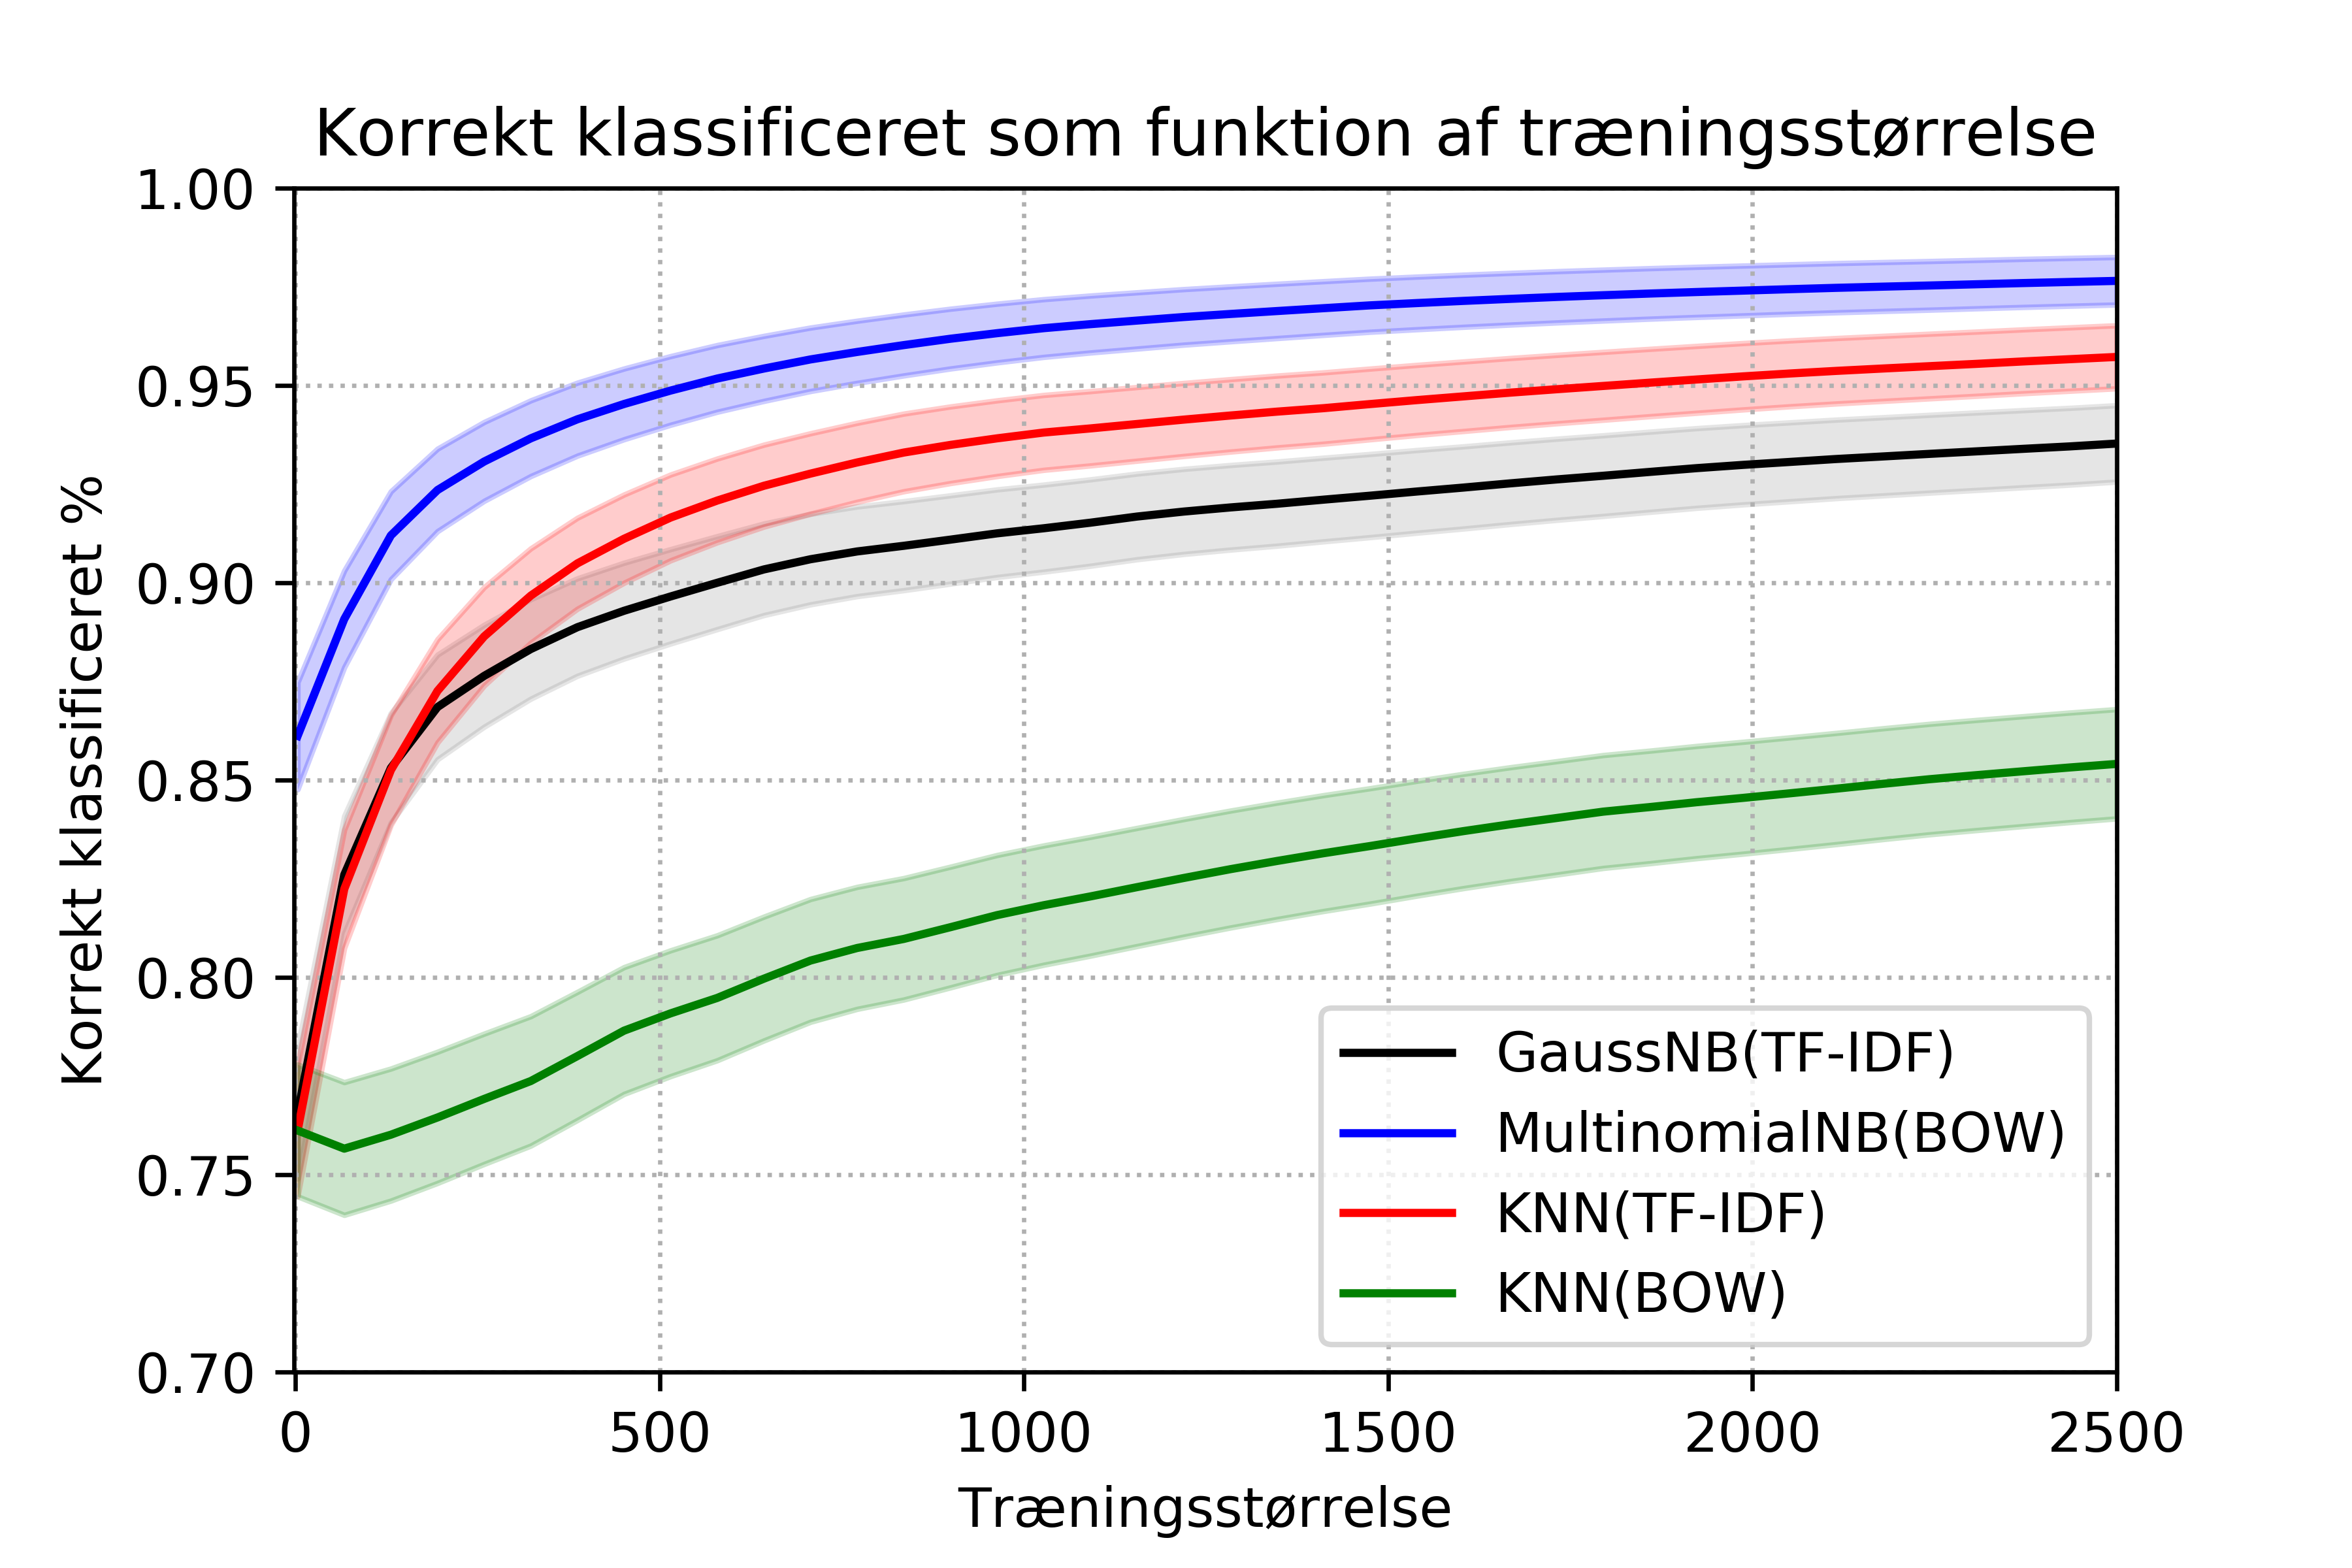 Korrekt klassificeret som funktion af træningsstørrelse
Korrekt klassificeret %
1.00
0.95
0.90
0.85
0.80
0.75
0.70
0
500
1000
1500
2000
2500
Træningsstørrelse
GaussNB(TF-IDF)
MultinomialNB(BOW)
KNN(TF-IDF)
KNN(BOW)